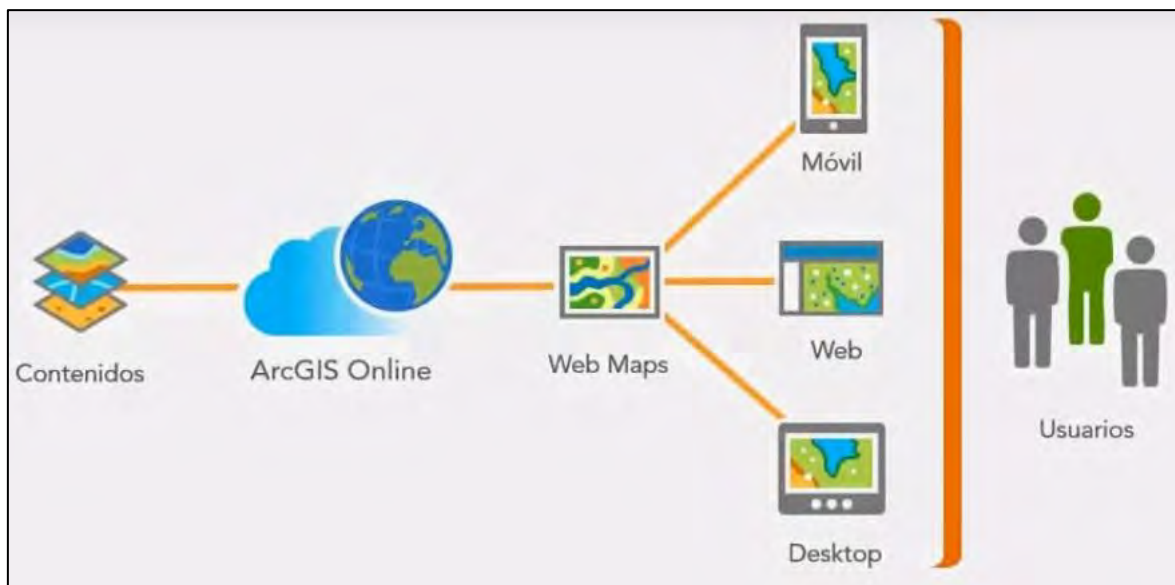 Contenidos
ArcGIS Online
Web Maps
Móvil
Web
Desktop
Usuarios